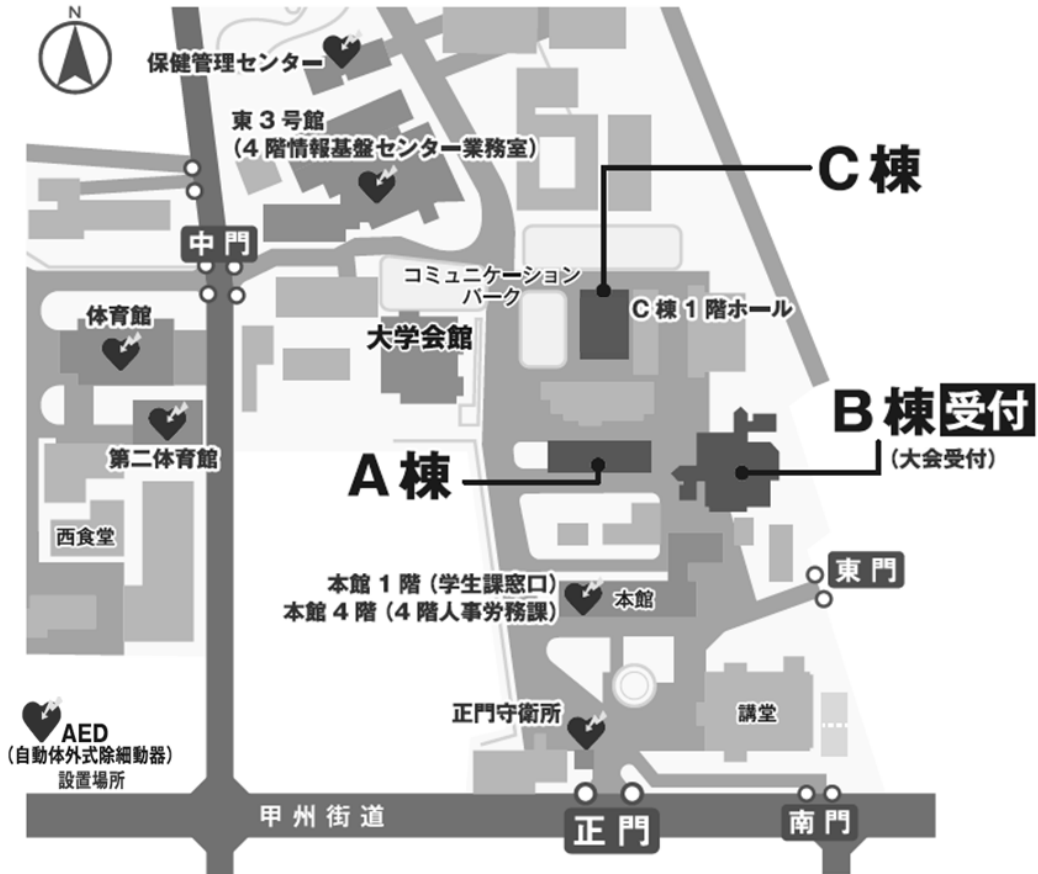 N
保健管理センター
東3号館
(4階情報基盤センター業務室)
C棟
中門
コミュニケーション
パーク
C棟1階ホール
体育館
大学会館
B棟受付
(大会受付)
第二体育館
A棟
西食堂
東門
本館1階(学生課窓口)
本館4階(4階人事労務課)
本館
正門守衛所
講堂
AED
(自動体外式除細動器)
設置場所
甲州街道
正門
南門